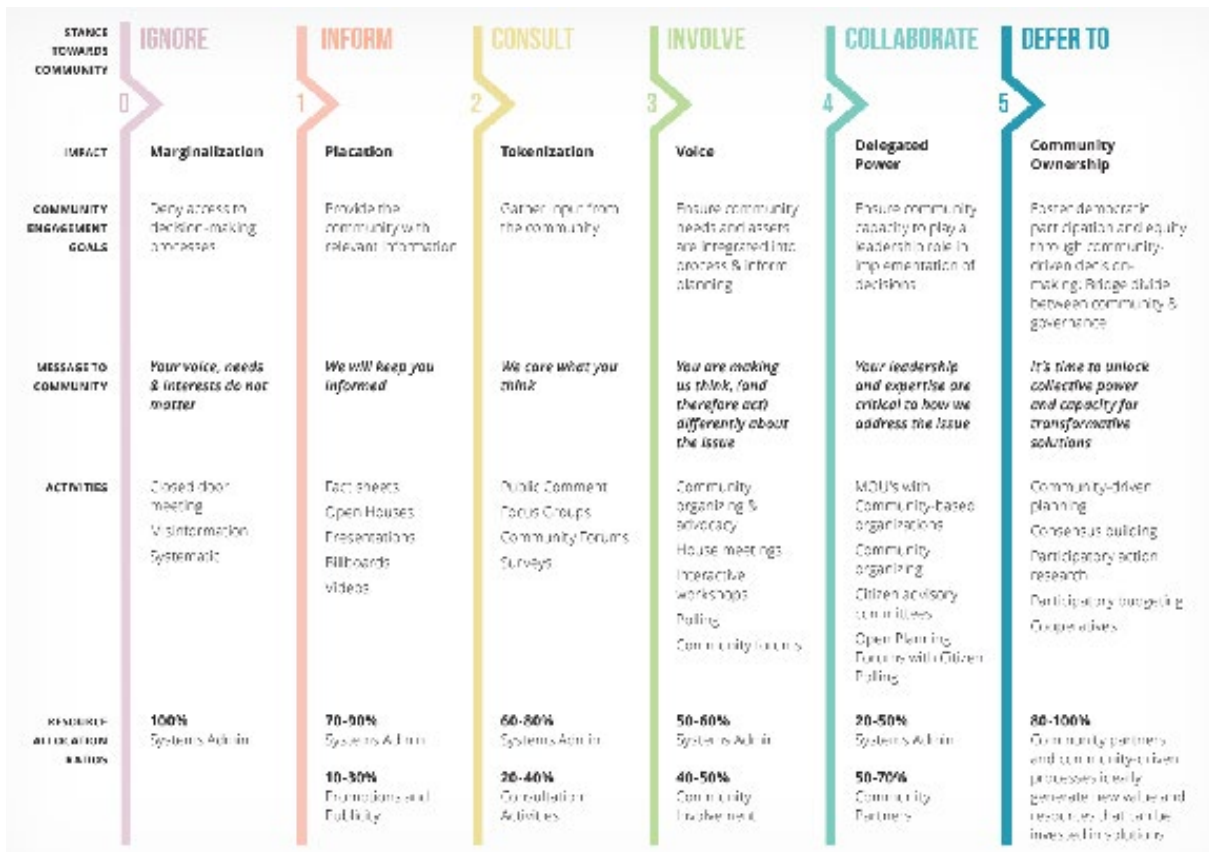 STANCE
TOWARDS
COMMUNITY
IGNORE
INFORM
CONSULT
INVOLVE
COLLABORATE
DEFER TO
0
1
2
3
4
5
IMPACT
Marginalization
Placation
Tokenization
Voice
Delegated
Power
Community
Ownership
COMMUNITY
ENGAGEMENT
GOALS
Deny access to
decision-making
processes
Provide the
community with
relevant information
Gather input from
the community
Ensure community
needs and assets
are integrated into
process & inform
planning
Ensure community
capacity to play a
leadership role in
implementation of
decisions
Foster democratic
participation and equity
through community-
driven decision-
making. Bridge divide
between community &
governance
MESSAGE TO
COMMUNITY
Your voice, needs
& interests do not
matter
We will keep you
informed
We care what you
think
You are making
us think, (and
therefore act)
differently about
the issue
Your leadership
and expertise are
critical to how we
address the issue
It's time to unlock
collective power
and capacity for
transformative
solutions
ACTIVITIES
Closed door
meeting
Misinformation
Systematic
Fact sheets
Open Houses
Presentations
Billboards
Videos
Public Comment
Focus Groups
Community Forums
Surveys
Community
organizing &
advocacy
House meetings
Interactive
workshops
Polling
Community forums
MOU's with
Community-based
organizations
Community
organizing
Citizen advisory
committees
Open Planning
Forums with Citizen
Polling
Community-driven
planning
Consensus building
Participatory action
research
Participatory budgeting
Cooperatives
RESOURCE
ALLOCATION
RATIOS
100%
Systems Admin
70-90%
Systems Admin
10-30%
Promotions and
Publicity
60-80%
Systems Admin
20-40%
Consultation
Activities
50-60%
Systems Admin
40-50%
Community
Involvement
20-50%
Systems Admin
50-70%
Community
Partners
80-100%
Community partners
and community-driven
processes ideally
generate new value and
resources that can be
invested in solutions